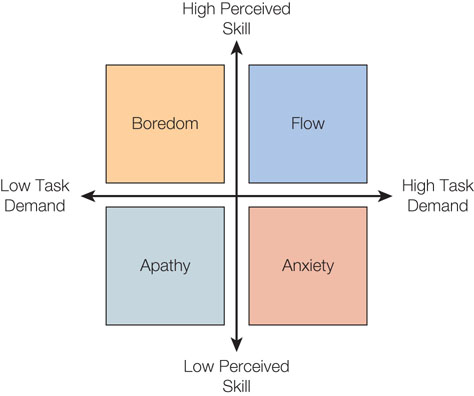 High Perceived
Skill
Boredom
Flow
Low Task
Demand
High Task
Demand
Apathy
Anxiety
Low Perceived
Skill